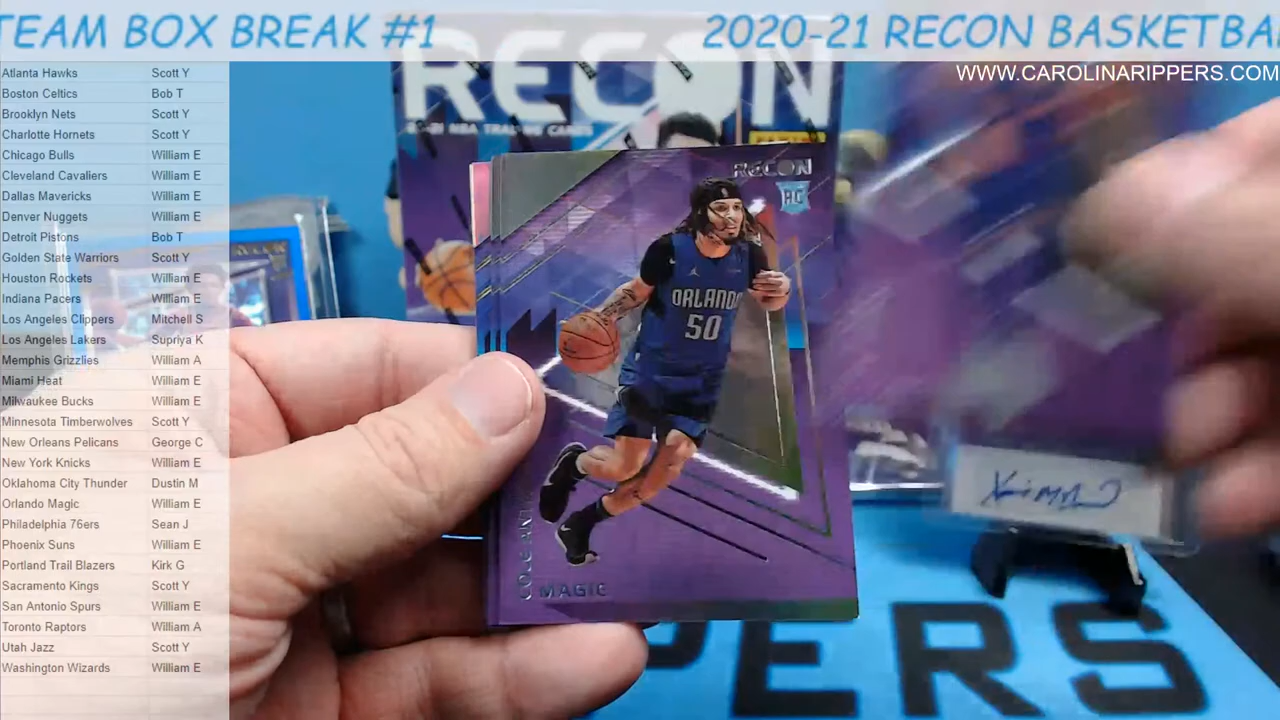 TEAM BOX BREAK #1
2020-21 RECON BASKETBA
WWW.CAROLINARIPPERS.COM
Atlanta Hawks Scott Y
Boston Celtics Bob T
Brooklyn Nets Scott Y
Charlotte Hornets Scott Y
Chicago Bulls William E
Cleveland Cavaliers William E
Dallas Mavericks William E
Denver Nuggets William E
Detroit Pistons Bob T
Golden State Warriors Scott Y
Houston Rockets William E
Indiana Pacers William E
Los Angeles Clippers Mitchell S
Los Angeles Lakers Supriya K
Memphis Grizzlies William A
Miami Heat William E
Milwaukee Bucks William E
Minnesota Timberwolves Scott Y
New Orleans Pelicans George C
New York Knicks William E
Oklahoma City Thunder Dustin M
Orlando Magic William E
Philadelphia 76ers Sean J
Phoenix Suns William E
Portland Trail Blazers Kirk G
Sacramento Kings Scott Y
San Antonio Spurs William E
Toronto Raptors William A
Utah Jazz Scott Y
Washington Wizards William E
RECON
NBA TRADING CARDS
PANINI
RECON
RC
ORLANDO
50
COLE
MAGIC
PERS